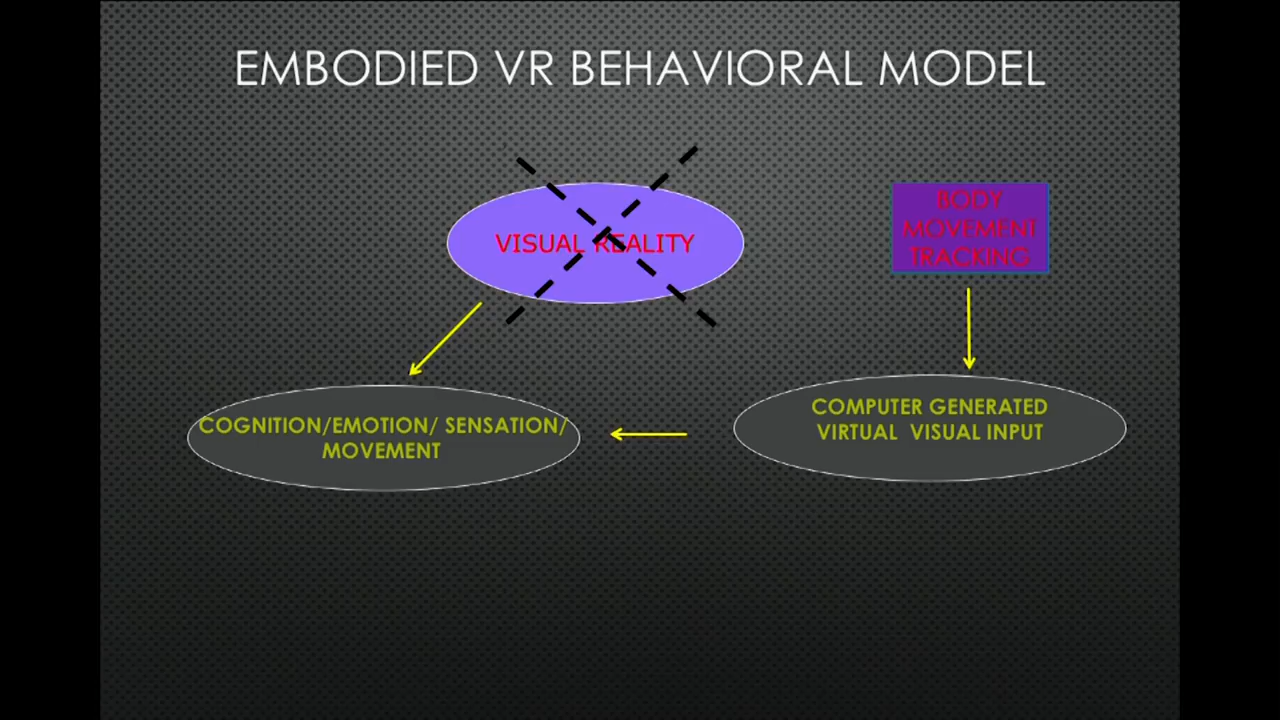 EMBODIED VR BEHAVIORAL MODEL
VISUAL REALITY
BODY
MOVEMENT
TRACKING
COGNITION/EMOTION/ SENSATION/
MOVEMENT
COMPUTER GENERATED
VIRTUAL VISUAL INPUT